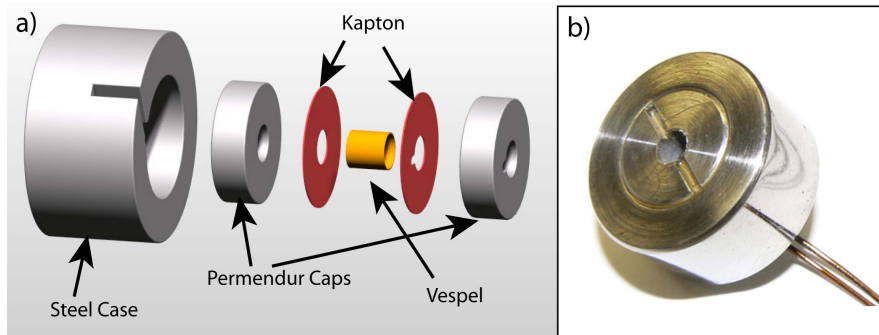 a)
Kapton
b)
Permendur Caps
Vespel
Steel Case